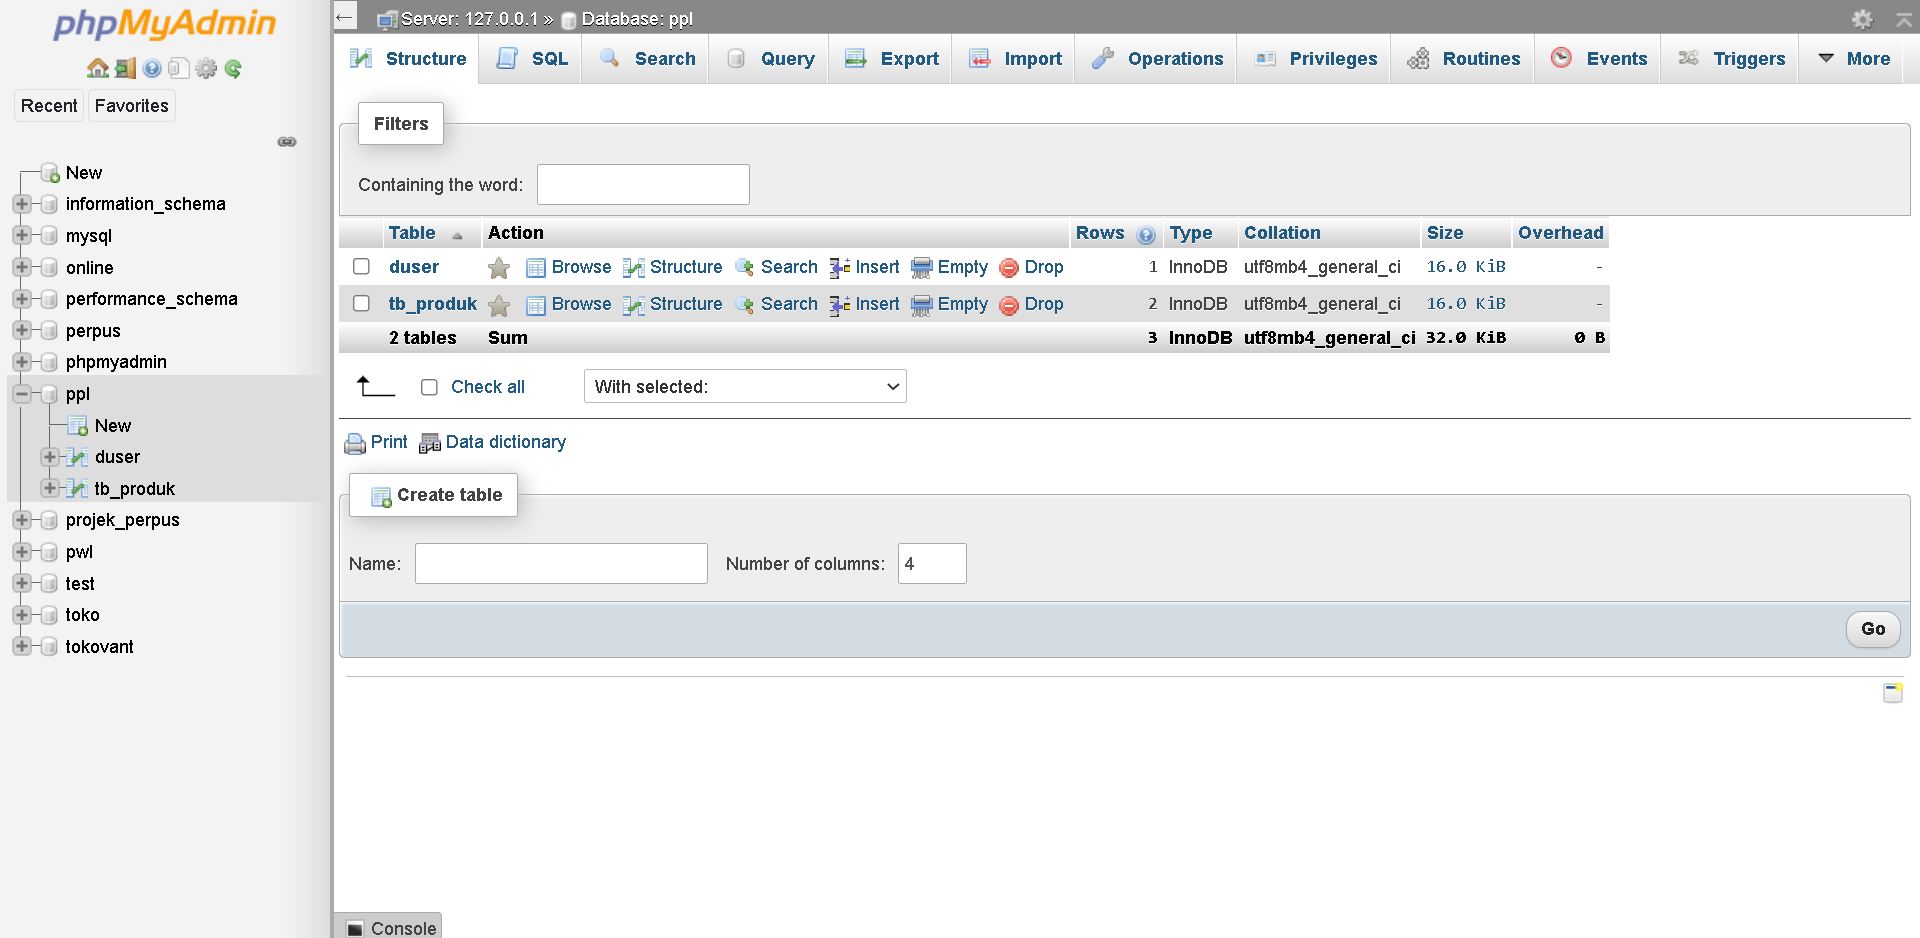 phpMyAdmin
Recent Favorites
New
information_schema
mysql
online
performance_schema
perpus
phpmyadmin
ppl
New
duser
tb_produk
projek_perpus
pwl
test
toko
tokovant
Server: 127.0.0.1 » Database: ppl
Structure SQL Search Query Export Import Operations Privileges Routines Events Triggers More
Filters
Containing the word:
Table Action Rows Type Collation Size Overhead
duser Browse Structure Search Insert Empty Drop 1 InnoDB utf8mb4_general_ci 16.0 KiB -
tb_produk Browse Structure Search Insert Empty Drop 2 InnoDB utf8mb4_general_ci 16.0 KiB -
2 tables Sum 3 InnoDB utf8mb4_general_ci 32.0 KiB 0 B
Check all With selected:
Print Data dictionary
Create table
Name: Number of columns: 4
Go
Console